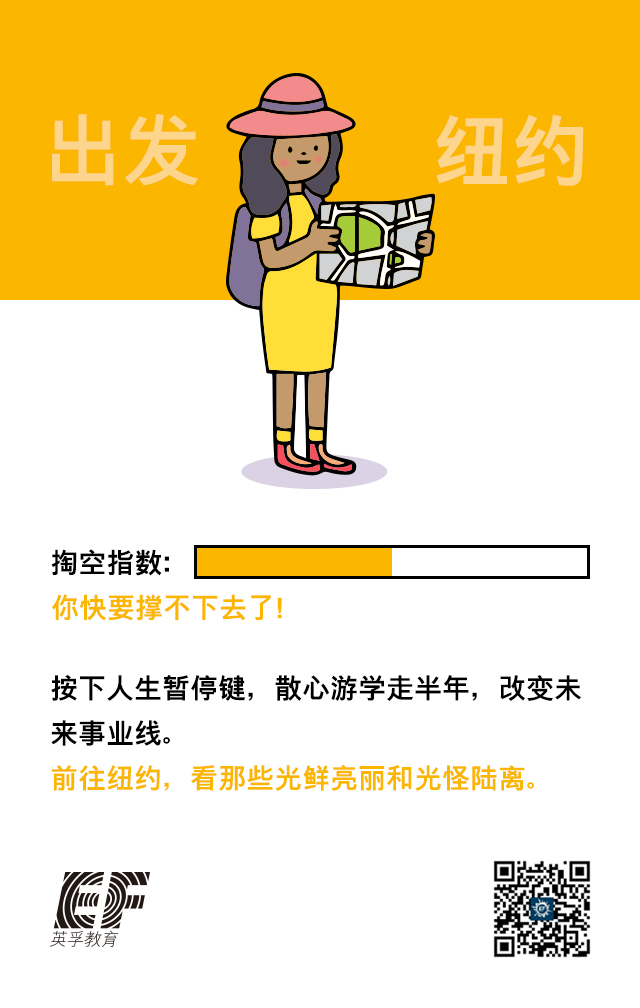 出发 纽约
掏空指数:
你快要撑不下去了!
按下人生暂停键，散心游学走半年，改变未
来事业线。
前往纽约，看那些光鲜亮丽和光怪陆离。
EF
英孚教育